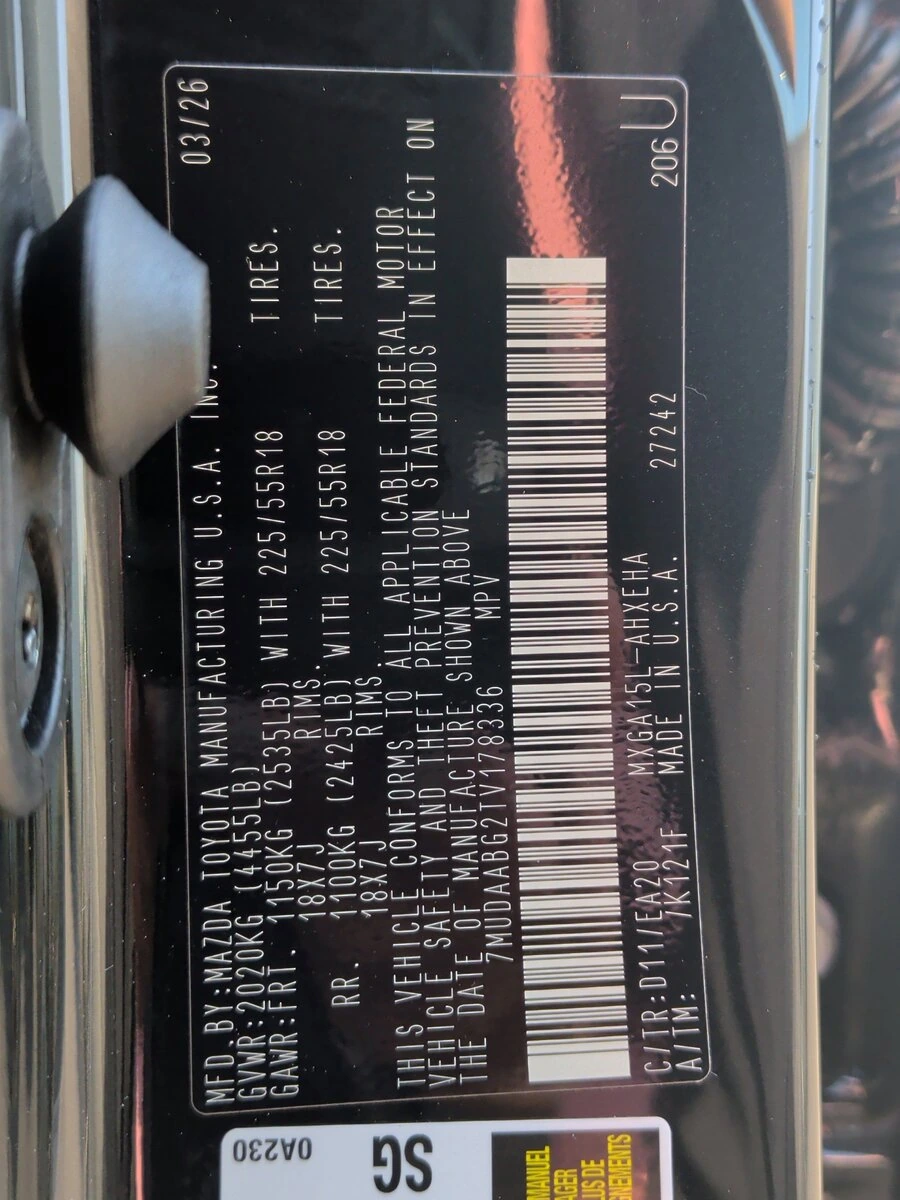 MFD.BY:MAZDA TOYOTA MANUFACTURING U.S.A. INC. 03/26
GVWR:2020KG (4455LB)
GAWR:FRT. 1150KG (2535LB) WITH 225/55R18 TIRES.
18X7J RIMS.
RR. 1100KG (2425LB) WITH 225/55R18 TIRES.
18X7J RIMS.
THIS VEHICLE CONFORMS TO ALL APPLICABLE FEDERAL MOTOR
VEHICLE SAFETY AND THEFT PREVENTION STANDARDS IN EFFECT ON
THE DATE OF MANUFACTURE SHOWN ABOVE
7MUDAABG2TV178336 MPV
C/TR:D11/EA20 MXGA15L-AHXEHA 27242 206 U
A/TM: 7K121F MADE IN U.S.A.
0A230
SG
MANUEL